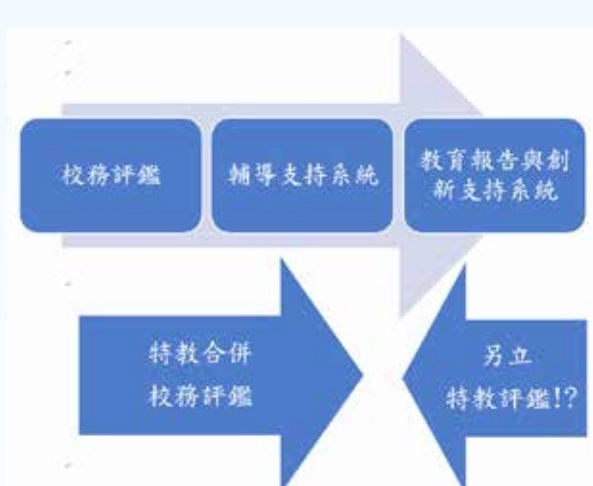 校務評鑑
輔導支持系統
教育報告與創
新支持系統
特教合併
校務評鑑
另立
特教評鑑!?